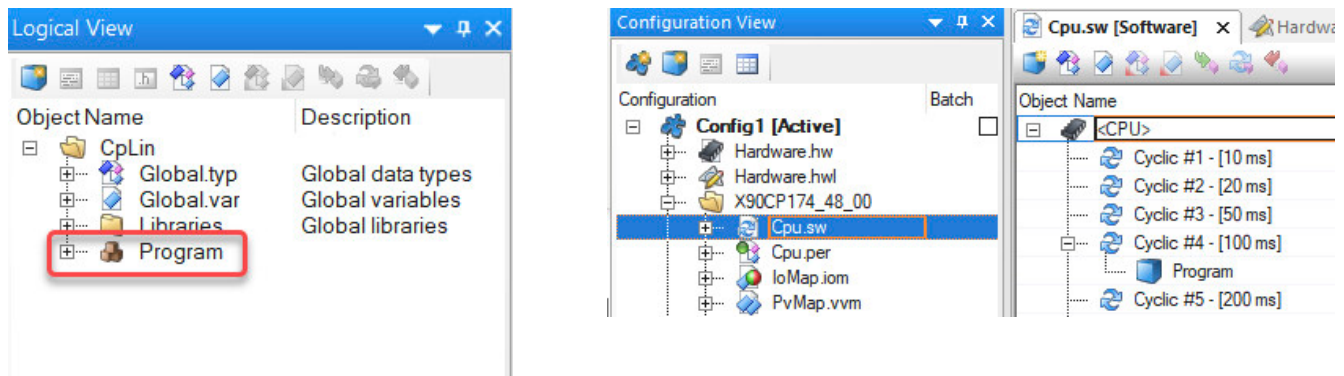 Logical View
Object Name Description
CpLin
Global.typ Global data types
Global.var Global variables
Libraries Global libraries
Program
Configuration View
Configuration Batch
Config1 [Active]
Hardware.hw
Hardware.hwl
X90CP174_48_00
Cpu.sw
Cpu.per
IoMap.iom
PvMap.vvm
Cpu.sw [Software] Hardwa
Object Name
<CPU>
Cyclic #1 - [10 ms]
Cyclic #2 - [20 ms]
Cyclic #3 - [50 ms]
Cyclic #4 - [100 ms]
Program
Cyclic #5 - [200 ms]